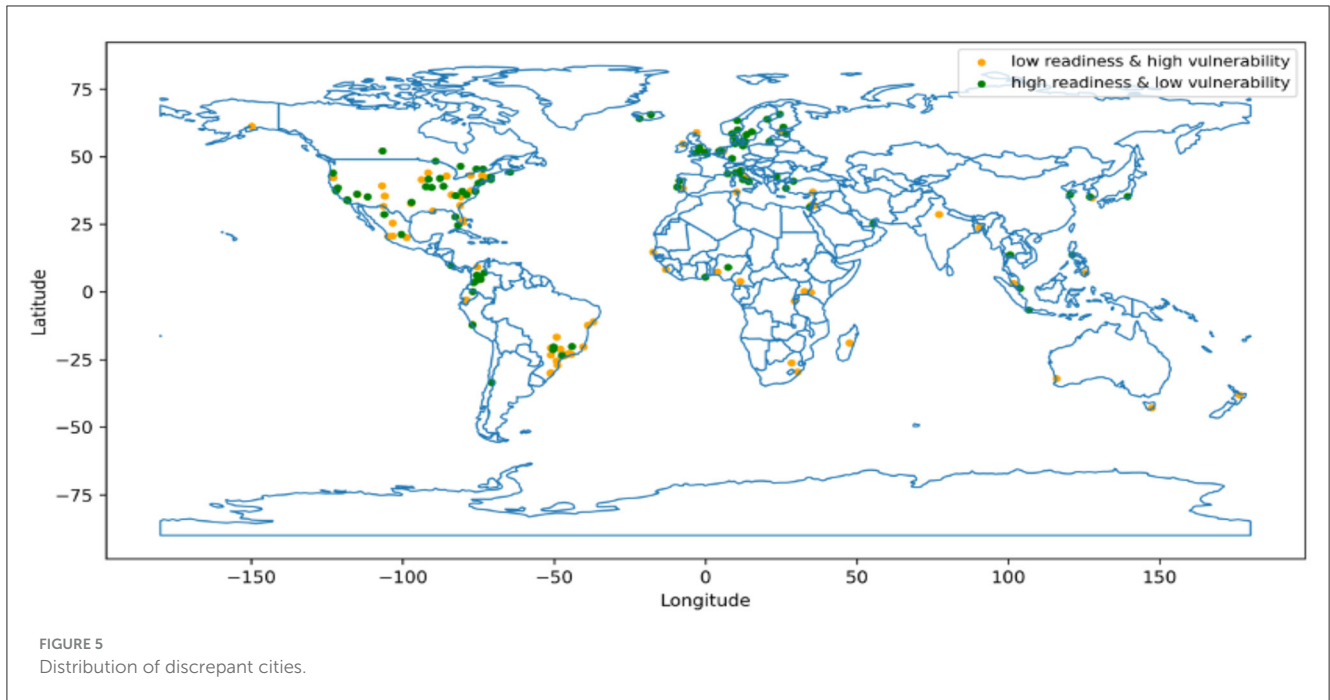 low readiness & high vulnerability
high readiness & low vulnerability
75
50
25
0
−25
−50
−75
Latitude
−150 −100 −50 0 50 100 150
Longitude
FIGURE 5
Distribution of discrepant cities.